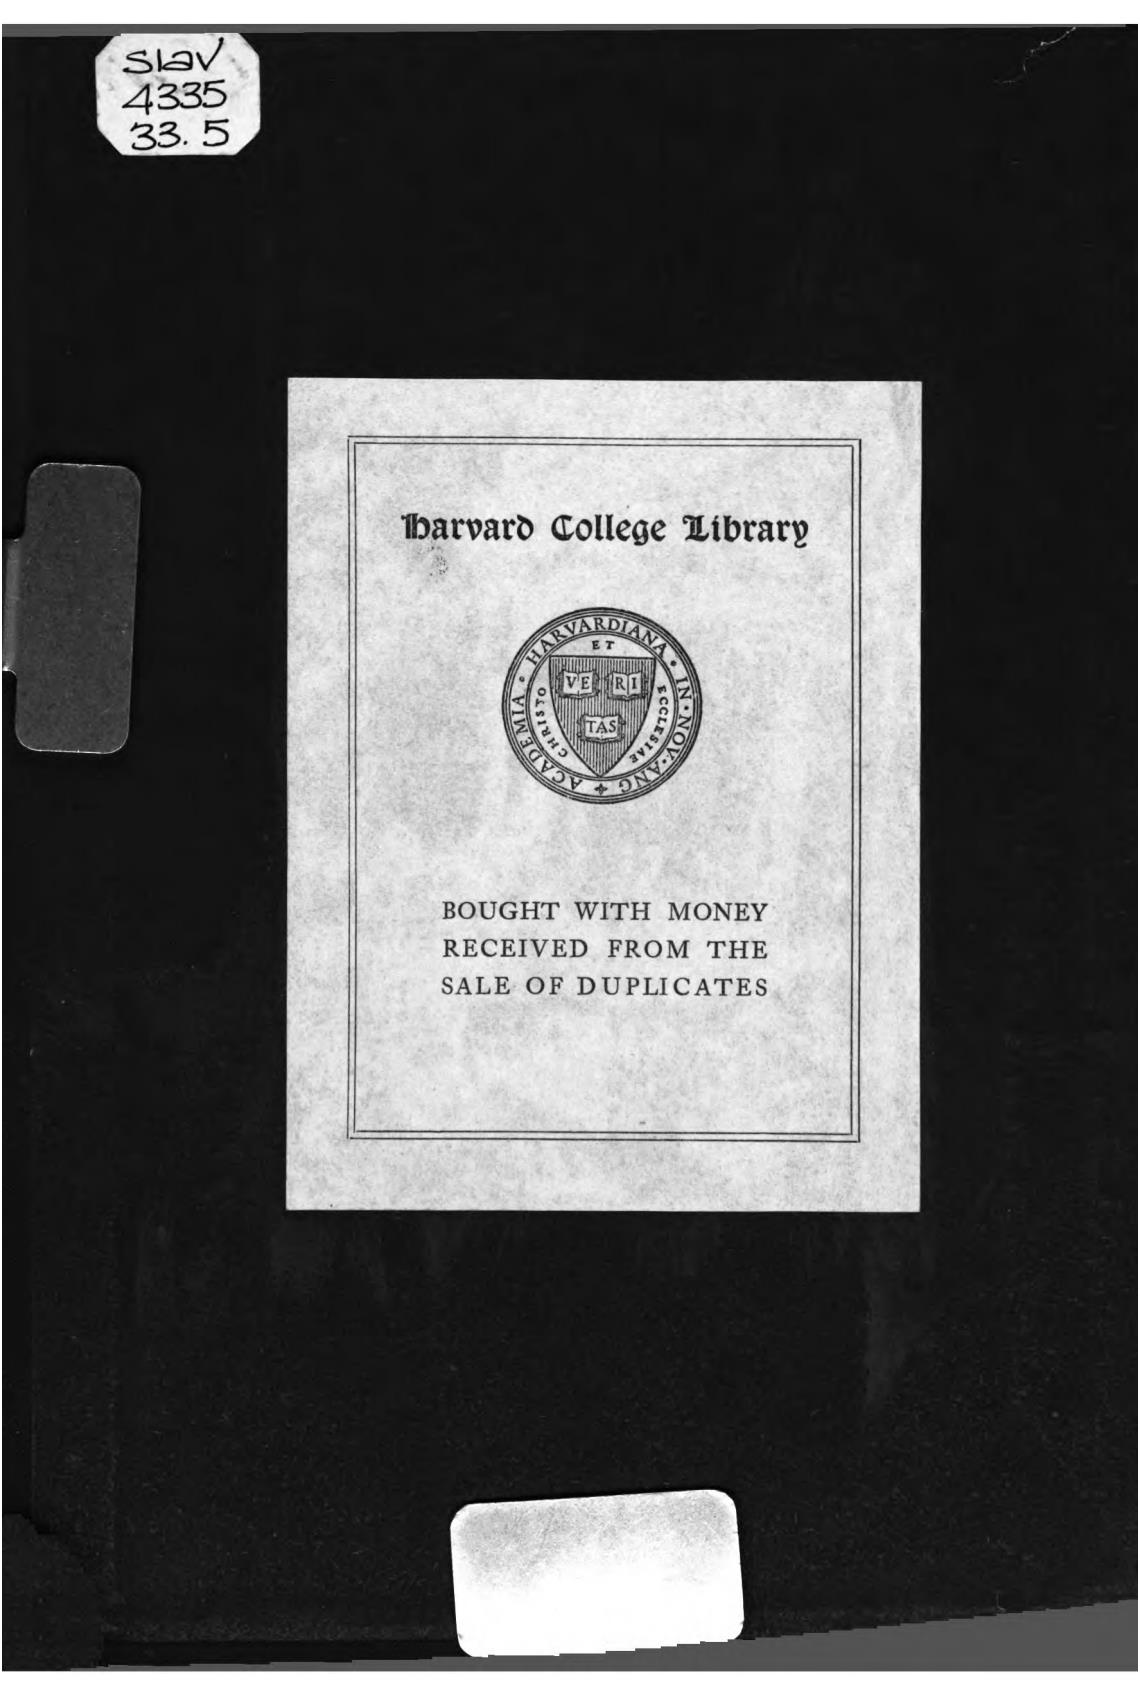 Slav
4335
33. 5
Harvard College Library
ACADEMIA • HARVARDIANA • IN • NOV • ANG
CHRISTO ET ECCLESIAE
VE RI
TAS
BOUGHT WITH MONEY
RECEIVED FROM THE
SALE OF DUPLICATES